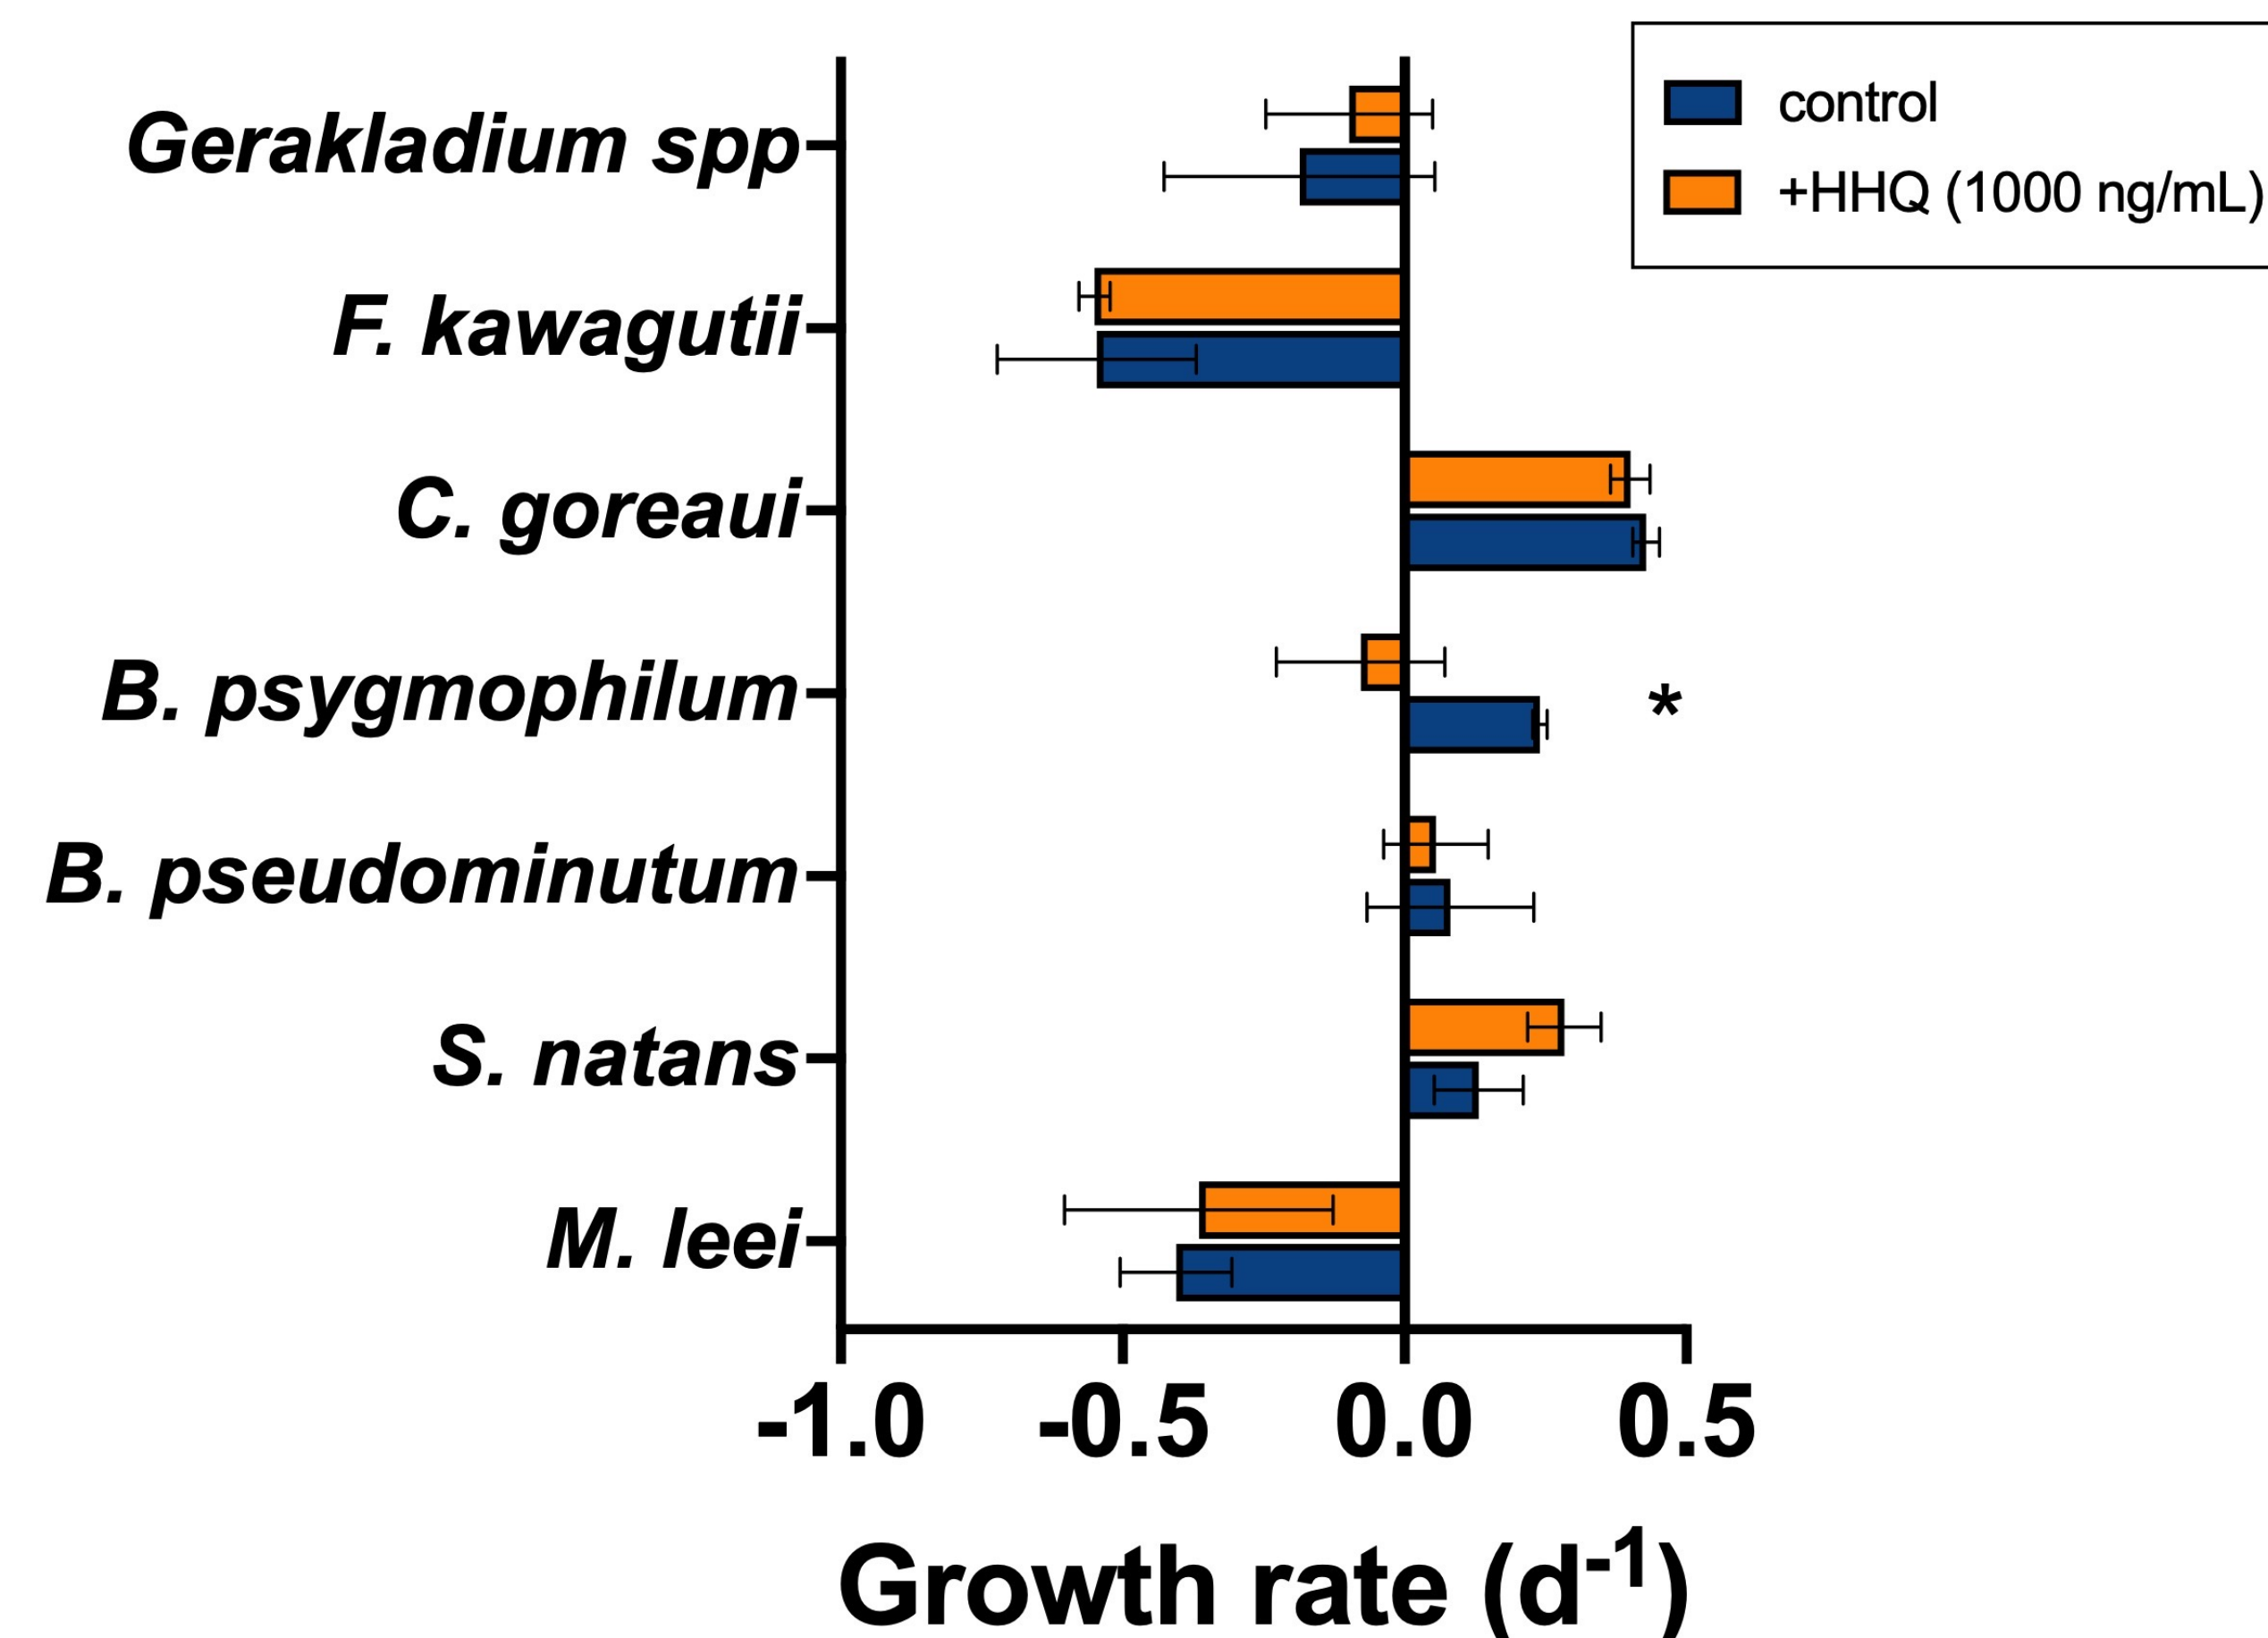 control
+HHQ (1000 ng/mL)
Gerakladium spp
F. kawagutii
C. goreaui
B. psygmophilum
*
B. pseudominutum
S. natans
M. leei
-1.0 -0.5 0.0 0.5
Growth rate (d-1)